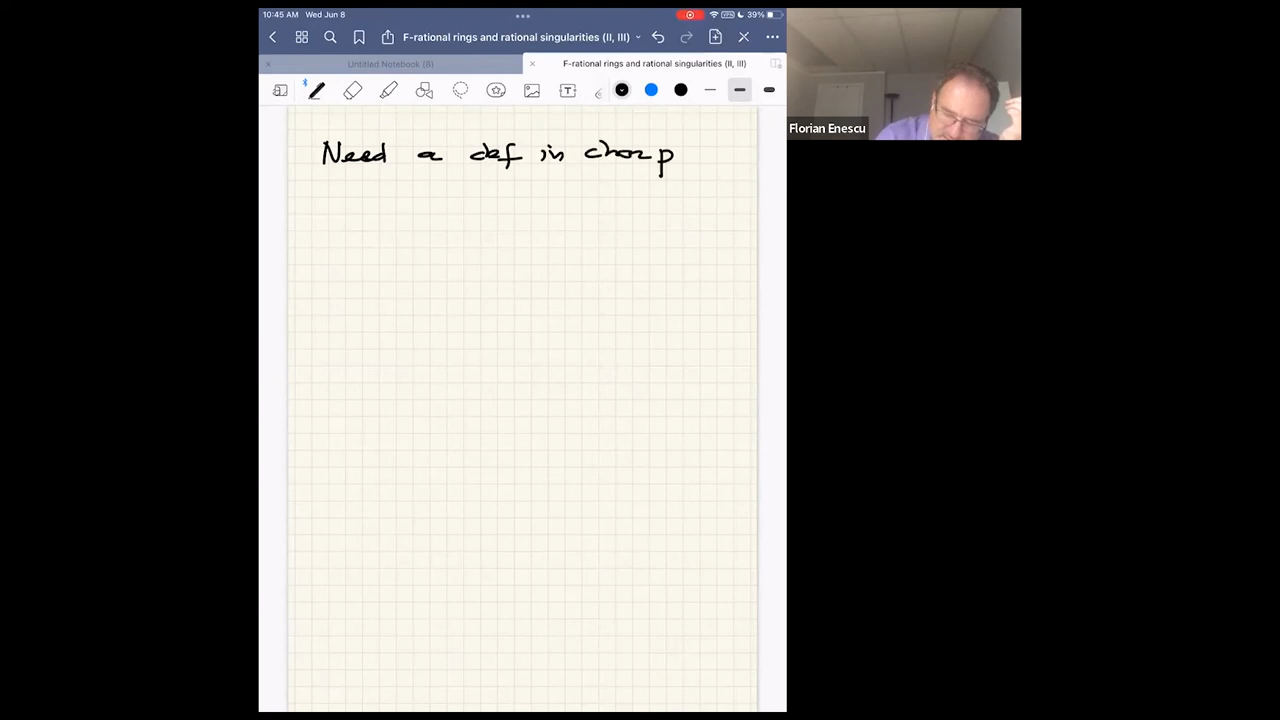 10:45 AM Wed Jun 8
39%
F-rational rings and rational singularities (II, III)
Untitled Notebook (8)
F-rational rings and rational singularities (II, III)
Need a def in char p
Florian Enescu